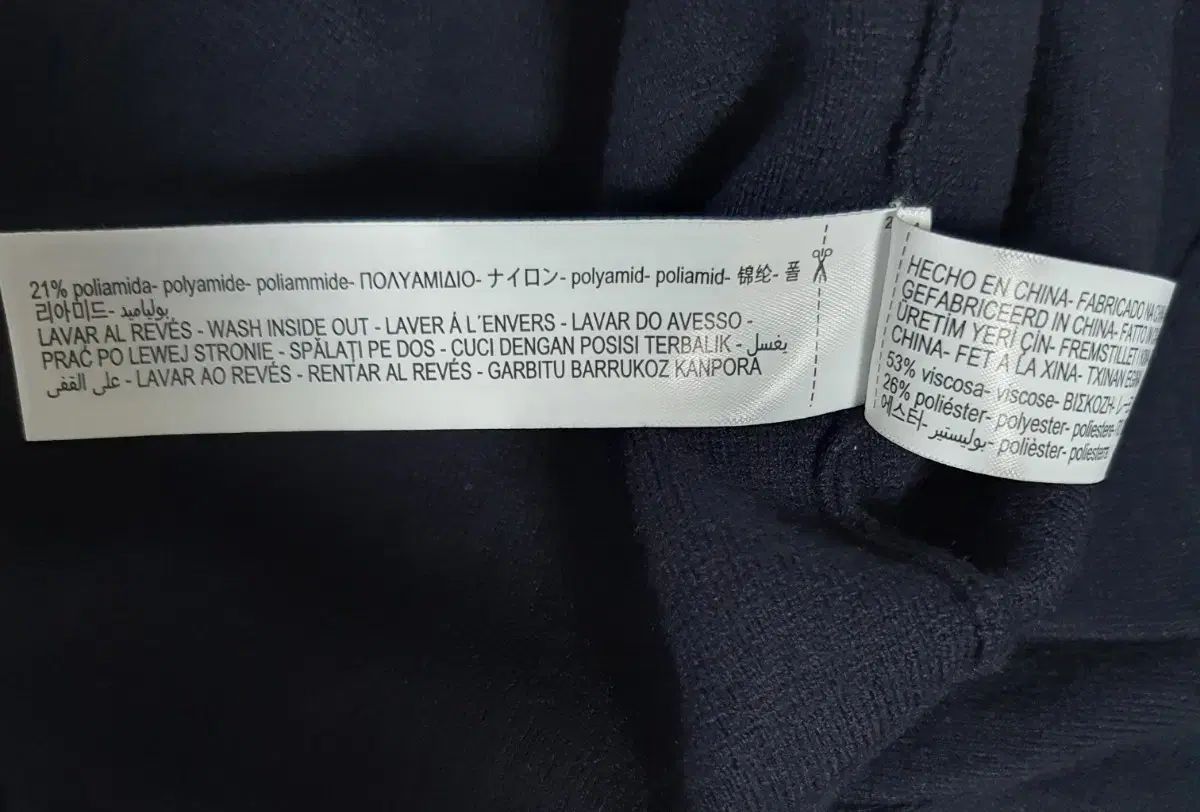 21% poliamida- polyamide- poliammide- ΠΟΛΥΑΜΙΔΙΟ- ナイロン- polyamid- poliamid- 锦纶- 폴
리아미드- بولياميد
LAVAR AL REVÉS - WASH INSIDE OUT - LAVER Á L´ENVERS - LAVAR DO AVESSO -
PRAĆ PO LEWEJ STRONIE - SPĂLAȚI PE DOS - CUCI DENGAN POSISI TERBALIK - يغسل
على القفى - LAVAR AO REVÉS - RENTAR AL REVÉS - GARBITU BARRUKOZ KANPORA
HECHO EN CHINA- FABRICADO NA
GEFABRICEERD IN CHINA- FATTO IN
ÜRETİM YERİ ÇİN- FREMSTILLET I
CHINA- FET A LA XINA- TXINAN
53% viscosa- viscose- ΒΙΣΚΟΖΗ-
26% poliéster- polyester- poliestere-
에스터- بوليستير- polièster-